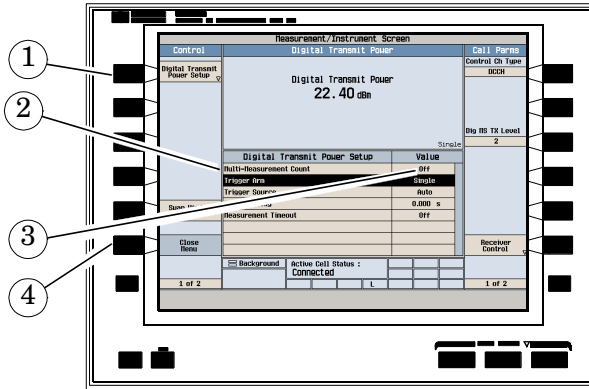 Measurement/Instrument Screen
Control
Digital Transmit Power
Call Parms
1
Digital Transmit
Power Setup
Digital Transmit Power
22.40 dBm
Single
Control Ch Type
DCCH
Dig MS TX Level
2
2
Digital Transmit Power Setup
Value
Multi-Measurement Count
Off
Trigger Arm
Single
Trigger Source
Auto
0.000 s
Measurement Timeout
Off
3
4
Close
Menu
Receiver
Control
Background
Active Cell Status :
Connected
L
1 of 2
1 of 2